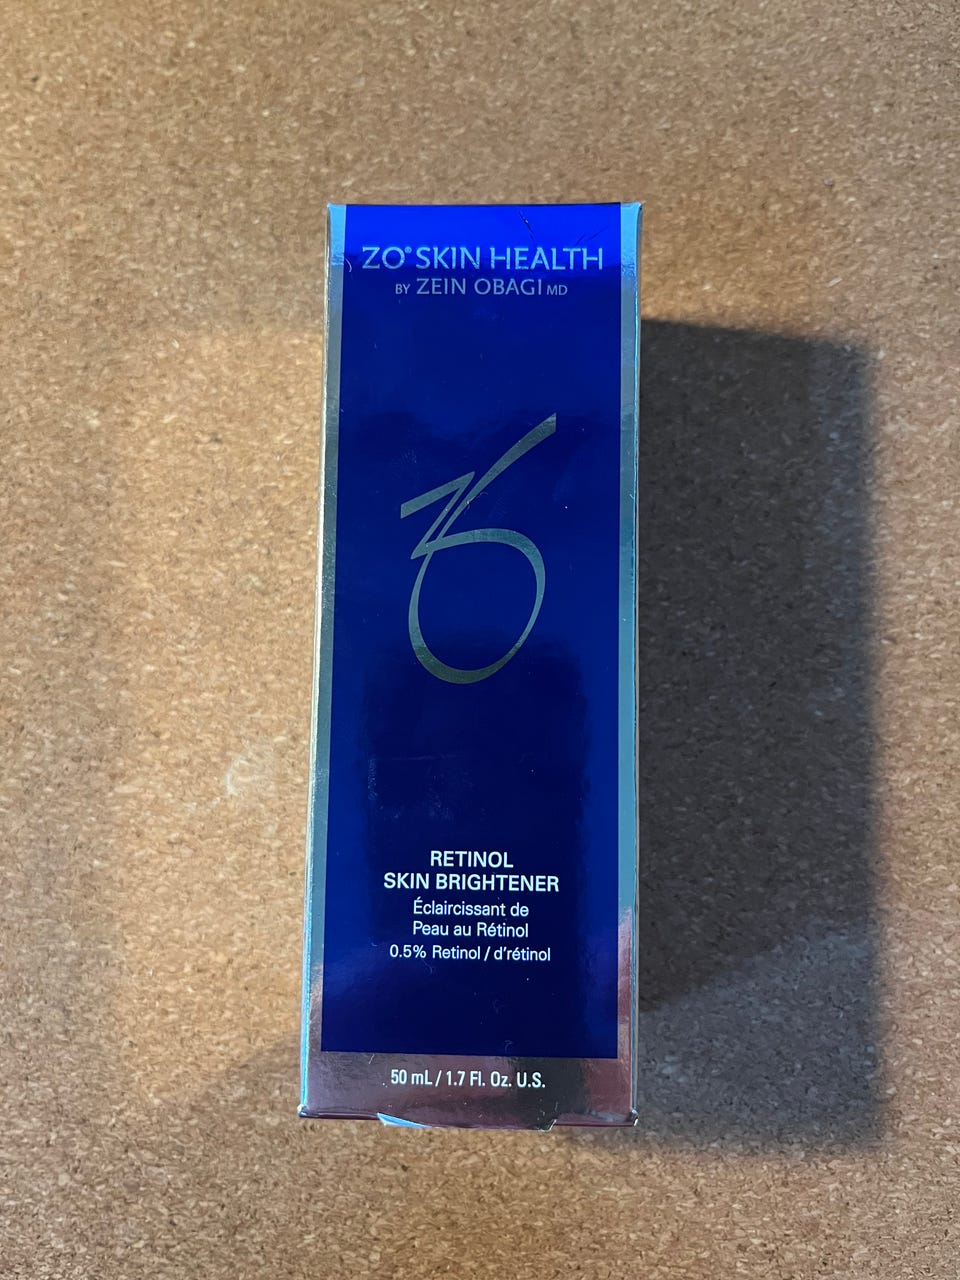 ZO® SKIN HEALTH
BY ZEIN OBAGI MD
ZO
RETINOL
SKIN BRIGHTENER
Éclaircissant de
Peau au Rétinol
0.5% Retinol / d'rétinol
50 mL / 1.7 Fl. Oz. U.S.